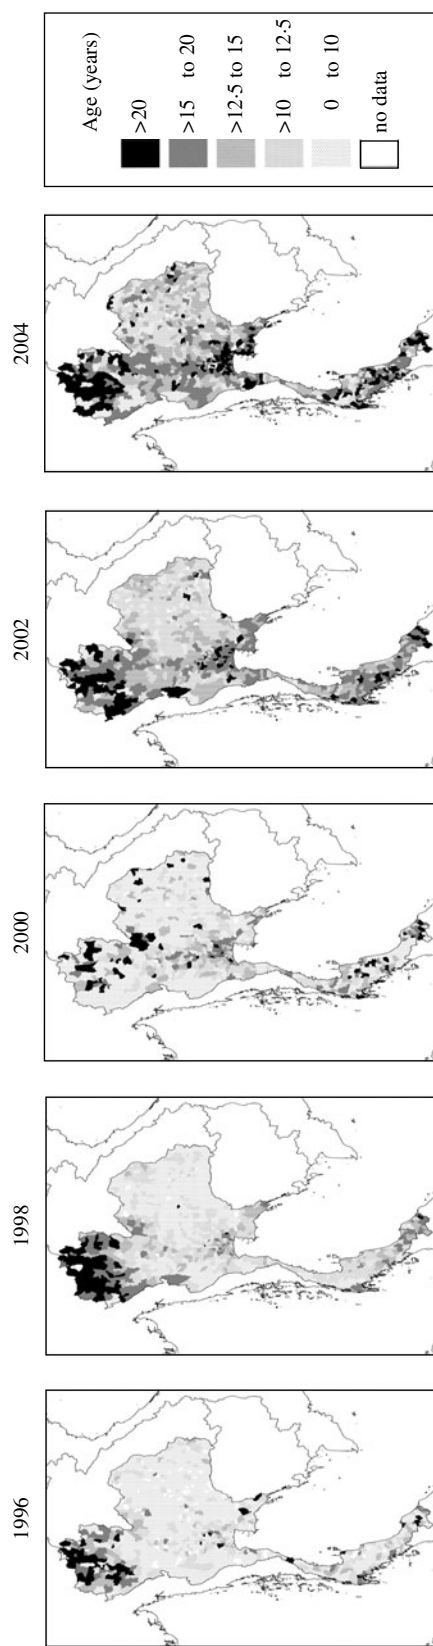 1996
1998
2000
2002
2004
Age (years)
>20
>15 to 20
>12·5 to 15
>10 to 12·5
0 to 10
no data